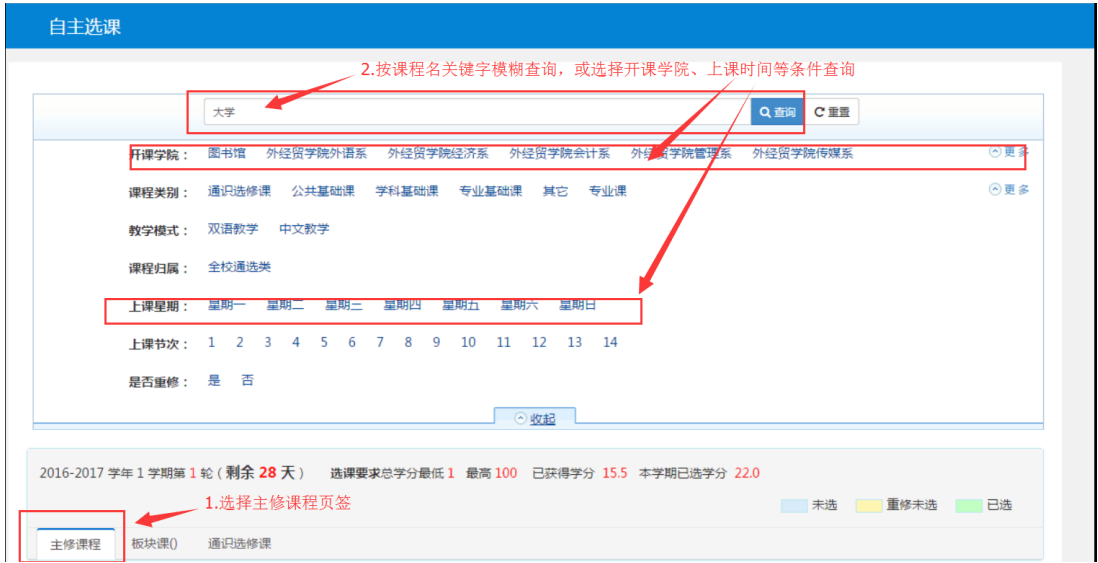 自主选课
2.按课程名关键字模糊查询，或选择开课学院、上课时间等条件查询
大学 查询 重置
开课学院： 图书馆 外经贸学院外语系 外经贸学院经济系 外经贸学院会计系 外经贸学院管理系 外经贸学院传媒系 更多
课程类别： 通识选修课 公共基础课 学科基础课 专业基础课 其它 专业课 更多
教学模式： 双语教学 中文教学
课程归属： 全校通选类
上课星期： 星期一 星期二 星期三 星期四 星期五 星期六 星期日
上课节次： 1 2 3 4 5 6 7 8 9 10 11 12 13 14
是否重修： 是 否
收起
2016-2017 学年 1 学期第 1 轮（剩余 28 天） 选课要求总学分最低 1 最高 100 已获得学分 15.5 本学期已选学分 22.0
1.选择主修课程页签
未选 重修未选 已选
主修课程 板块课() 通识选修课